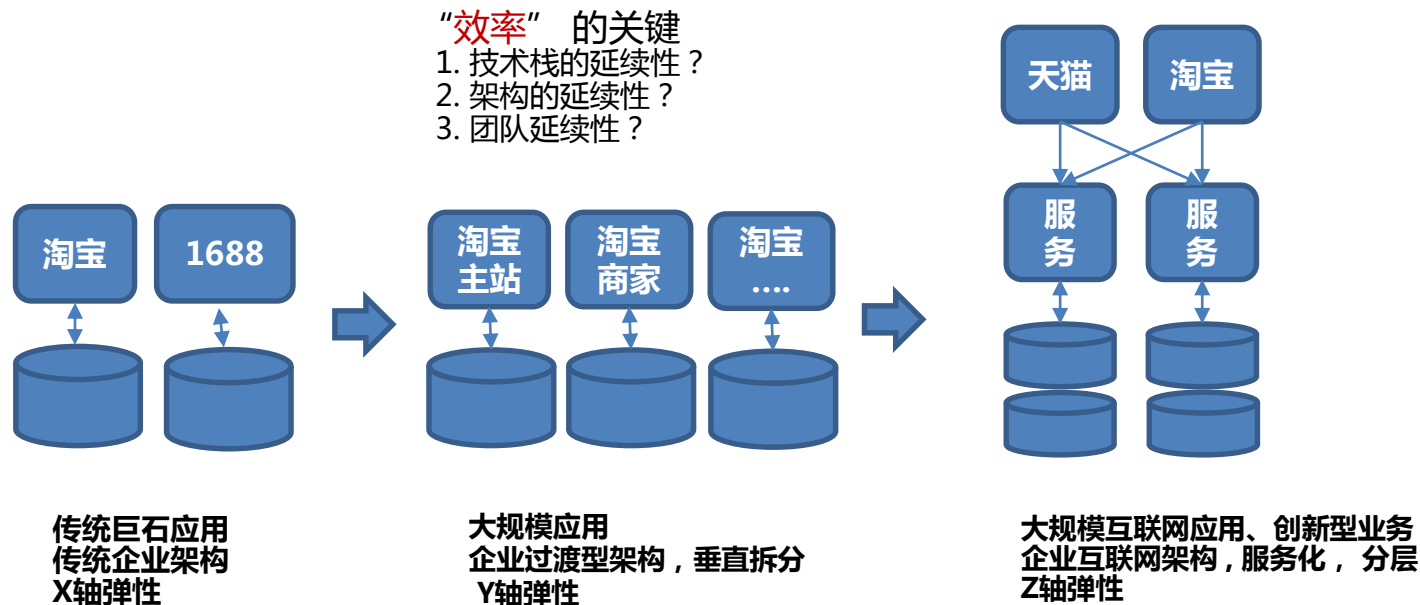 “效率” 的关键
1. 技术栈的延续性？
2. 架构的延续性？
3. 团队延续性？
淘宝
1688
淘宝
主站
淘宝
商家
淘宝
....
天猫
淘宝
服
务
服
务
传统巨石应用
传统企业架构
X轴弹性
大规模应用
企业过渡型架构，垂直拆分
Y轴弹性
大规模互联网应用、创新型业务
企业互联网架构，服务化， 分层
Z轴弹性